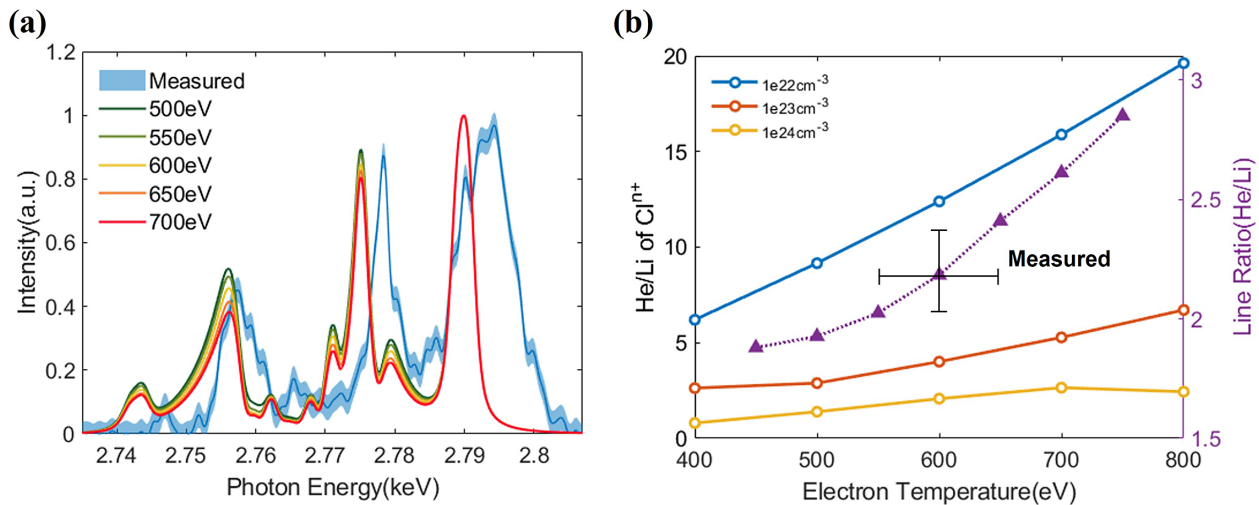 (a)
1.2
1
0.8
0.6
0.4
0.2
0
Intensity(a.u.)
Measured
500eV
550eV
600eV
650eV
700eV
2.74 2.75 2.76 2.77 2.78 2.79 2.8
Photon Energy(keV)
(b)
20
15
10
5
0
He/Li of Clⁿ⁺
1e22cm⁻³
1e23cm⁻³
1e24cm⁻³
Measured
3
2.5
2
1.5
Line Ratio(He/Li)
400 500 600 700 800
Electron Temperature(eV)